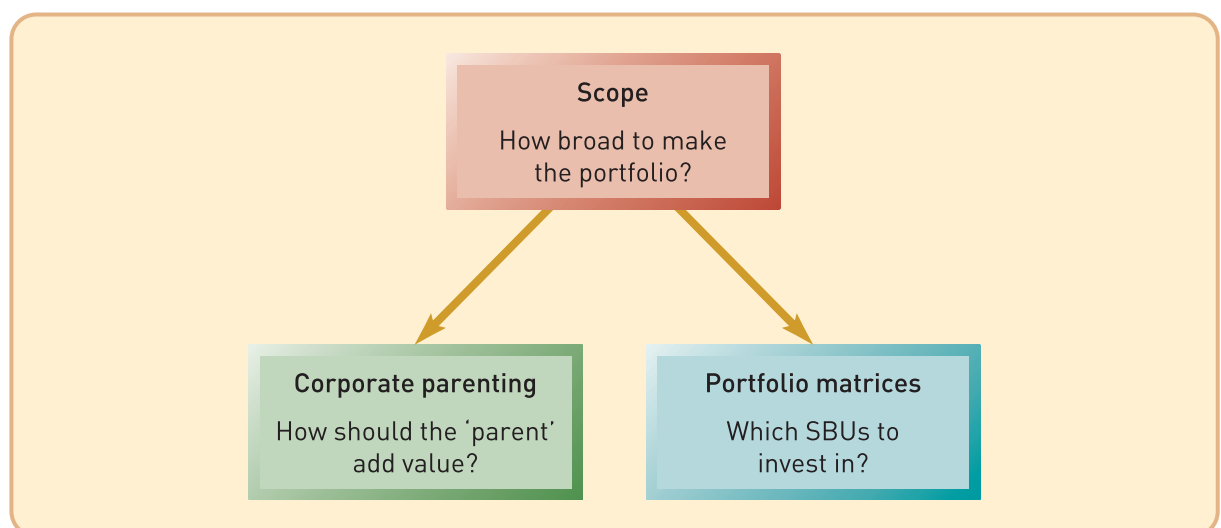 Scope
How broad to make
the portfolio?
Corporate parenting
How should the ‘parent’
add value?
Portfolio matrices
Which SBUs to
invest in?